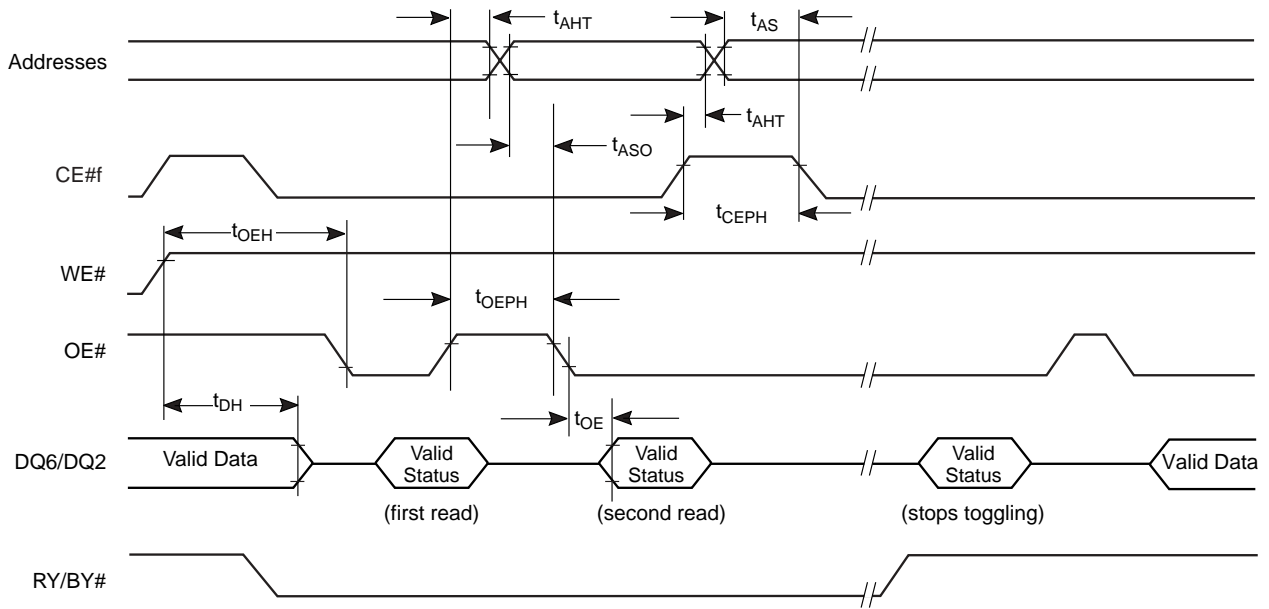 tAHT
tAS
Addresses
tAHT
tASO
CE#f
tCEPH
tOEH
WE#
tOEPH
OE#
tDH
tOE
DQ6/DQ2
Valid Data
Valid
Status
Valid
Status
Valid
Status
Valid Data
(first read)
(second read)
(stops toggling)
RY/BY#